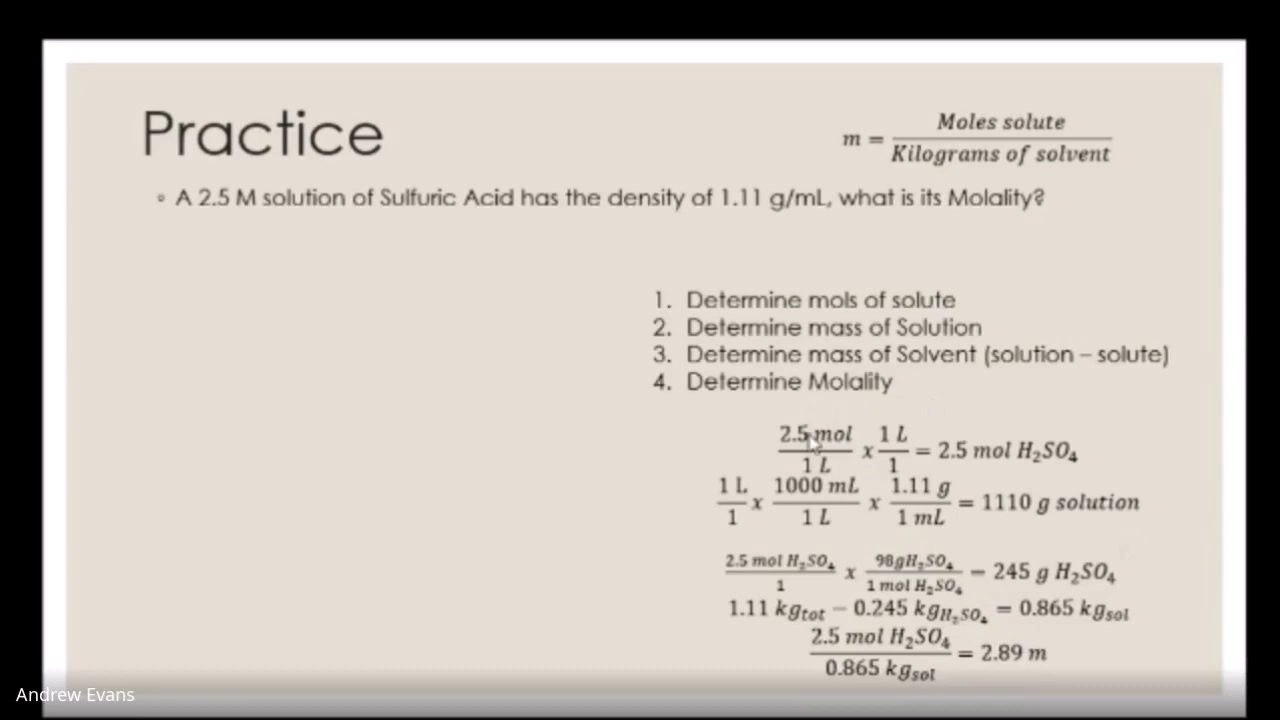 Practice
m = Moles solute / Kilograms of solvent
◦ A 2.5 M solution of Sulfuric Acid has the density of 1.11 g/mL, what is its Molality?
1. Determine mols of solute
2. Determine mass of Solution
3. Determine mass of Solvent (solution – solute)
4. Determine Molality
2.5 mol / 1 L x 1 L / 1 = 2.5 mol H₂SO₄
1 L / 1 x 1000 mL / 1 L x 1.11 g / 1 mL = 1110 g solution
2.5 mol H₂SO₄ / 1 x 98gH₂SO₄ / 1 mol H₂SO₄ = 245 g H₂SO₄
1.11 kg_tot − 0.245 kg_H₂SO₄ = 0.865 kg_sol
2.5 mol H₂SO₄ / 0.865 kg_sol = 2.89 m
Andrew Evans